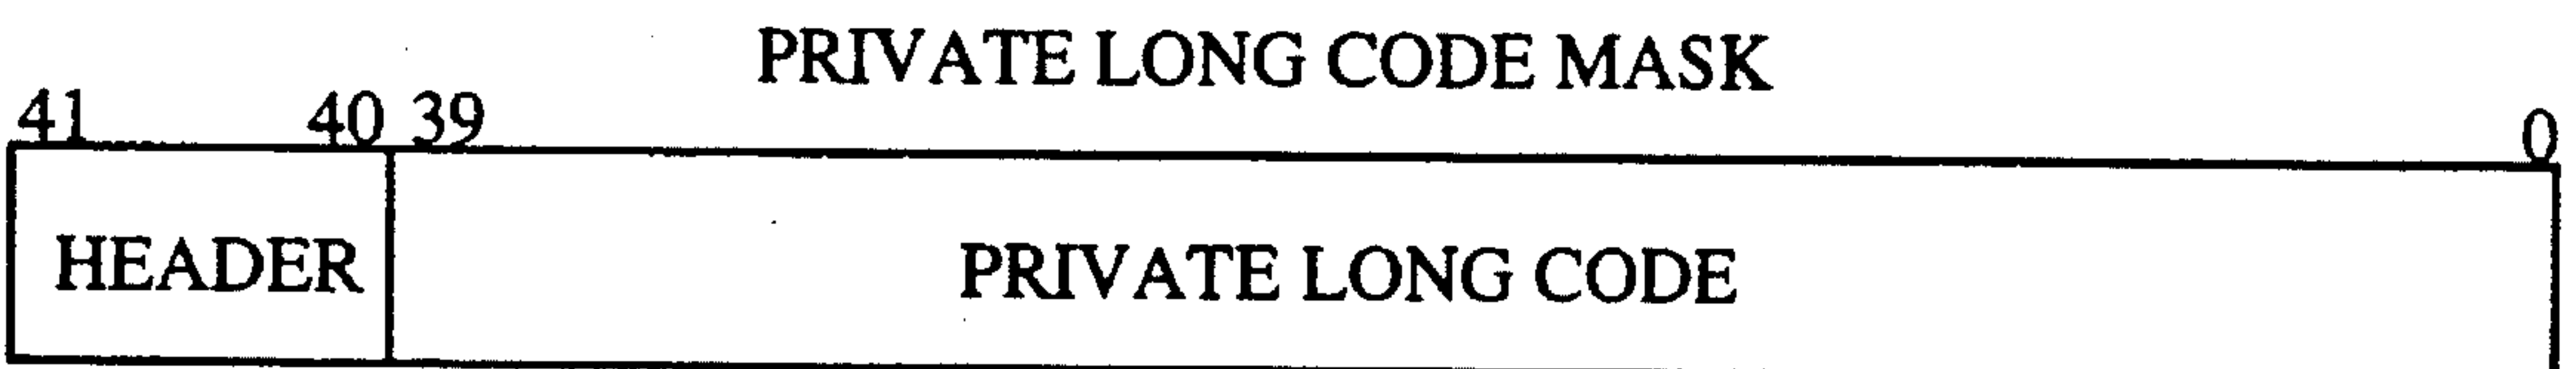 PRIVATE LONG CODE MASK
41 40 39 0
HEADER PRIVATE LONG CODE